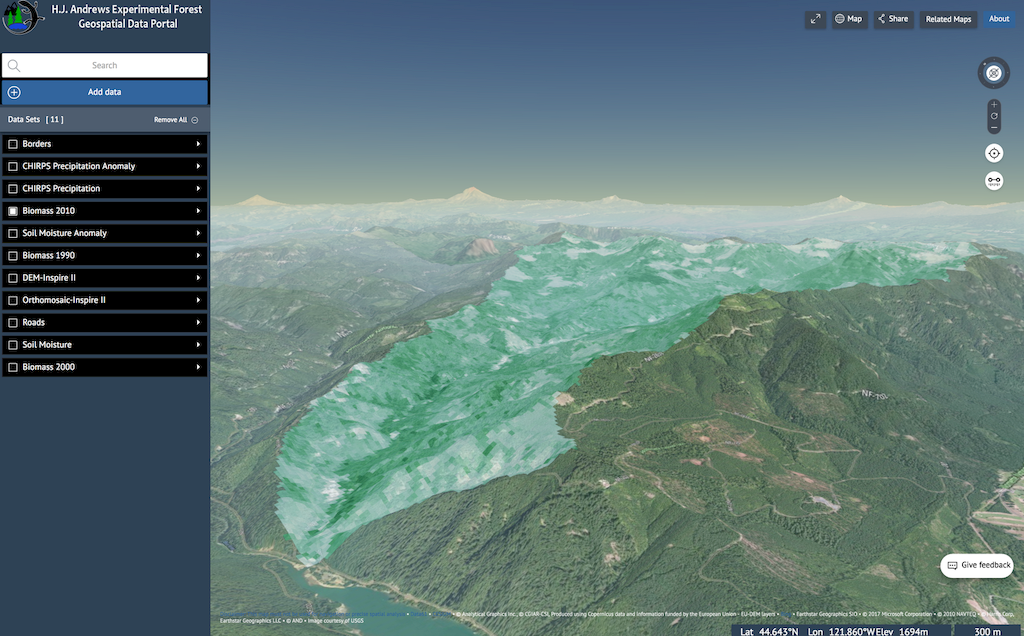 H.J. Andrews Experimental Forest
Geospatial Data Portal
Map
Share
Related Maps
About
Search
Add data
Data Sets [ 11 ]
Remove All
Borders
CHIRPS Precipitation Anomaly
CHIRPS Precipitation
Biomass 2010
Soil Moisture Anomaly
Biomass 1990
DEM-Inspire II
Orthomosaic-Inspire II
Roads
Soil Moisture
Biomass 2000
Give feedback
• © Analytical Graphics Inc., © CGIAR-CSI, Produced using Copernicus data and information funded by the European Union - EU-DEM layers •
• Earthstar Geographics SIO • © 2017 Microsoft Corporation • © 2010 NAVTEQ
Earthstar Geographics LLC • © AND • Image courtesy of USGS
Lat 44.643°N Lon 121.860°W Elev 1694m
300 m